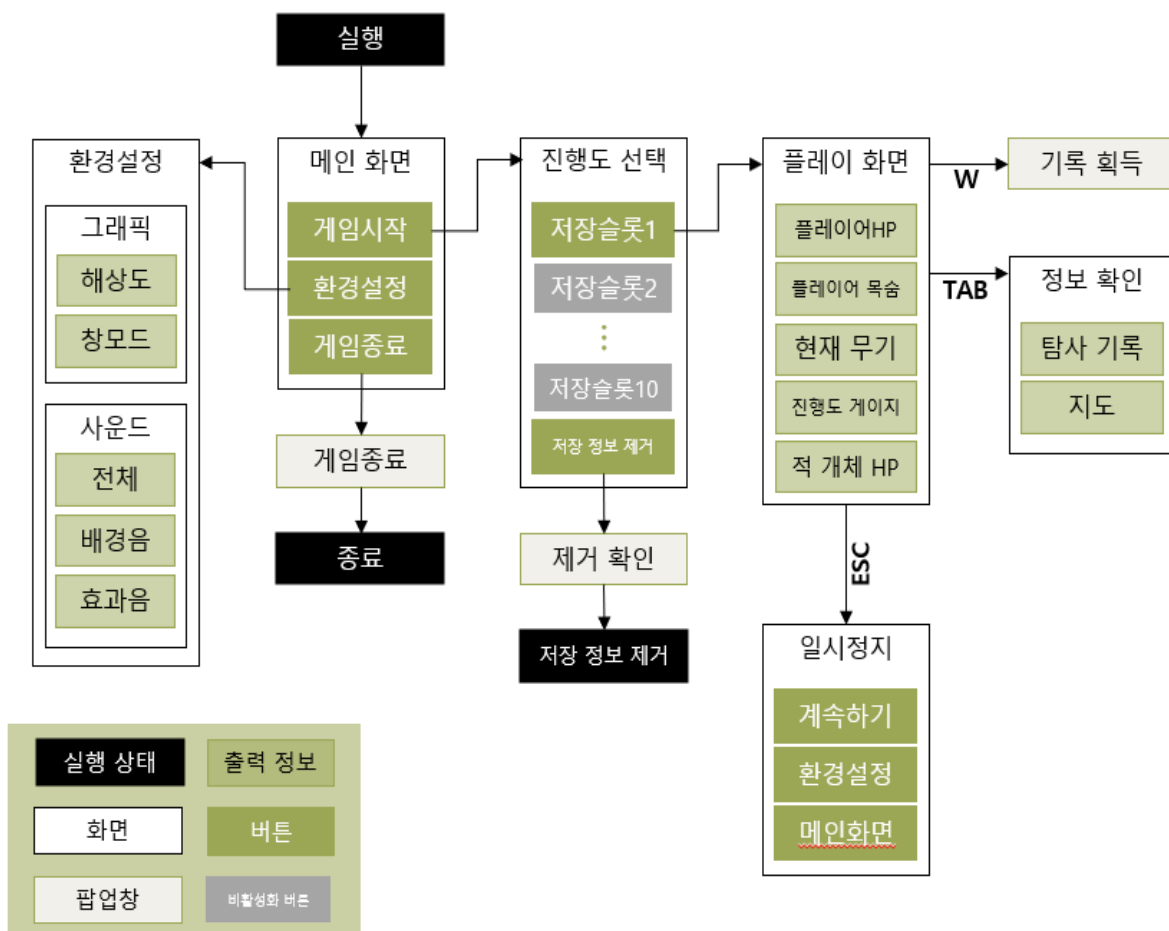 실행
환경설정
그래픽
해상도
창모드
사운드
전체
배경음
효과음
메인 화면
게임시작
환경설정
게임종료
게임종료
종료
진행도 선택
저장슬롯1
저장슬롯2
⋮
저장슬롯10
저장 정보 제거
제거 확인
저장 정보 제거
플레이 화면
플레이어HP
플레이어 목숨
현재 무기
진행도 게이지
적 개체 HP
W
기록 획득
TAB
정보 확인
탐사 기록
지도
ESC
일시정지
계속하기
환경설정
메인화면
실행 상태
출력 정보
화면
버튼
팝업창
비활성화 버튼